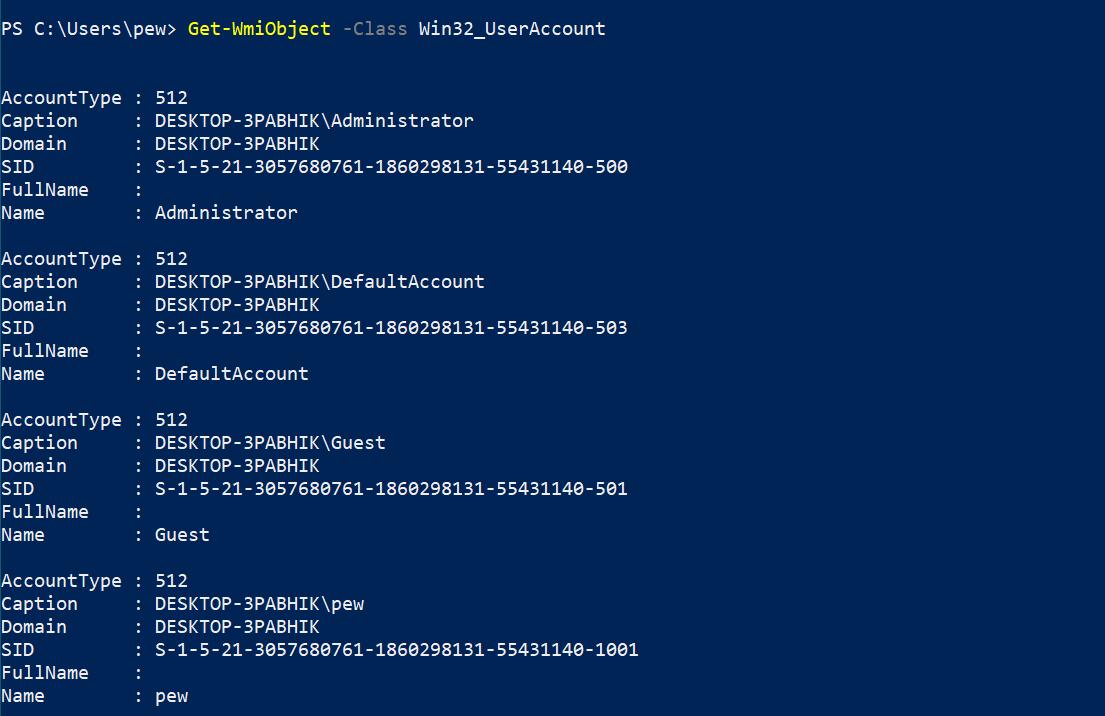 PS C:\Users\pew> Get-WmiObject -Class Win32_UserAccount
AccountType : 512
Caption     : DESKTOP-3PABHIK\Administrator
Domain      : DESKTOP-3PABHIK
SID         : S-1-5-21-3057680761-1860298131-55431140-500
FullName    :
Name        : Administrator
AccountType : 512
Caption     : DESKTOP-3PABHIK\DefaultAccount
Domain      : DESKTOP-3PABHIK
SID         : S-1-5-21-3057680761-1860298131-55431140-503
FullName    :
Name        : DefaultAccount
AccountType : 512
Caption     : DESKTOP-3PABHIK\Guest
Domain      : DESKTOP-3PABHIK
SID         : S-1-5-21-3057680761-1860298131-55431140-501
FullName    :
Name        : Guest
AccountType : 512
Caption     : DESKTOP-3PABHIK\pew
Domain      : DESKTOP-3PABHIK
SID         : S-1-5-21-3057680761-1860298131-55431140-1001
FullName    :
Name        : pew